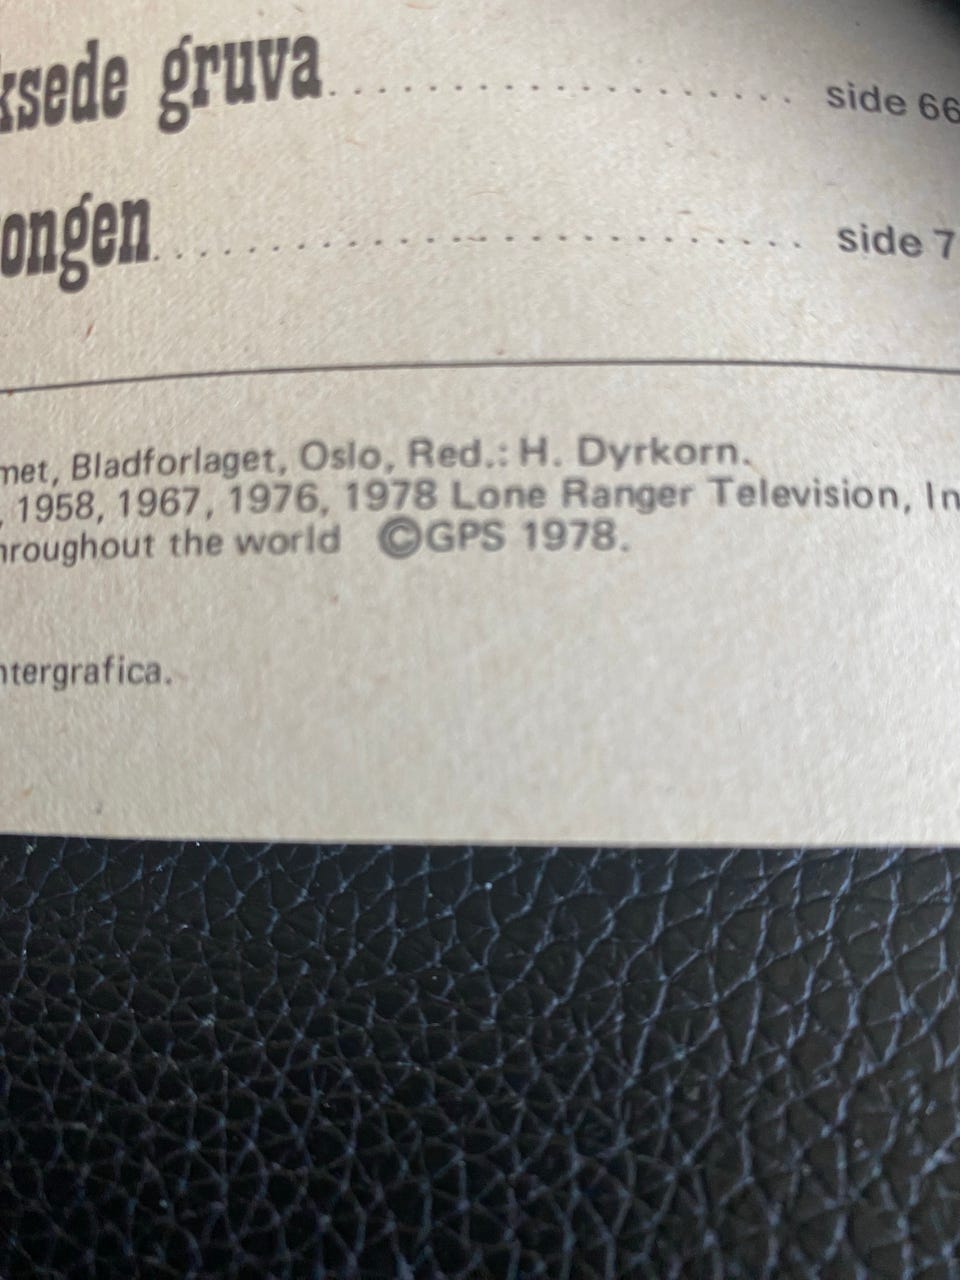 ksede gruva.................... side 66
ongen.......................... side 7
met, Bladforlaget, Oslo, Red.: H. Dyrkorn.
, 1958, 1967, 1976, 1978 Lone Ranger Television, In
hroughout the world ©GPS 1978.
ntergrafica.